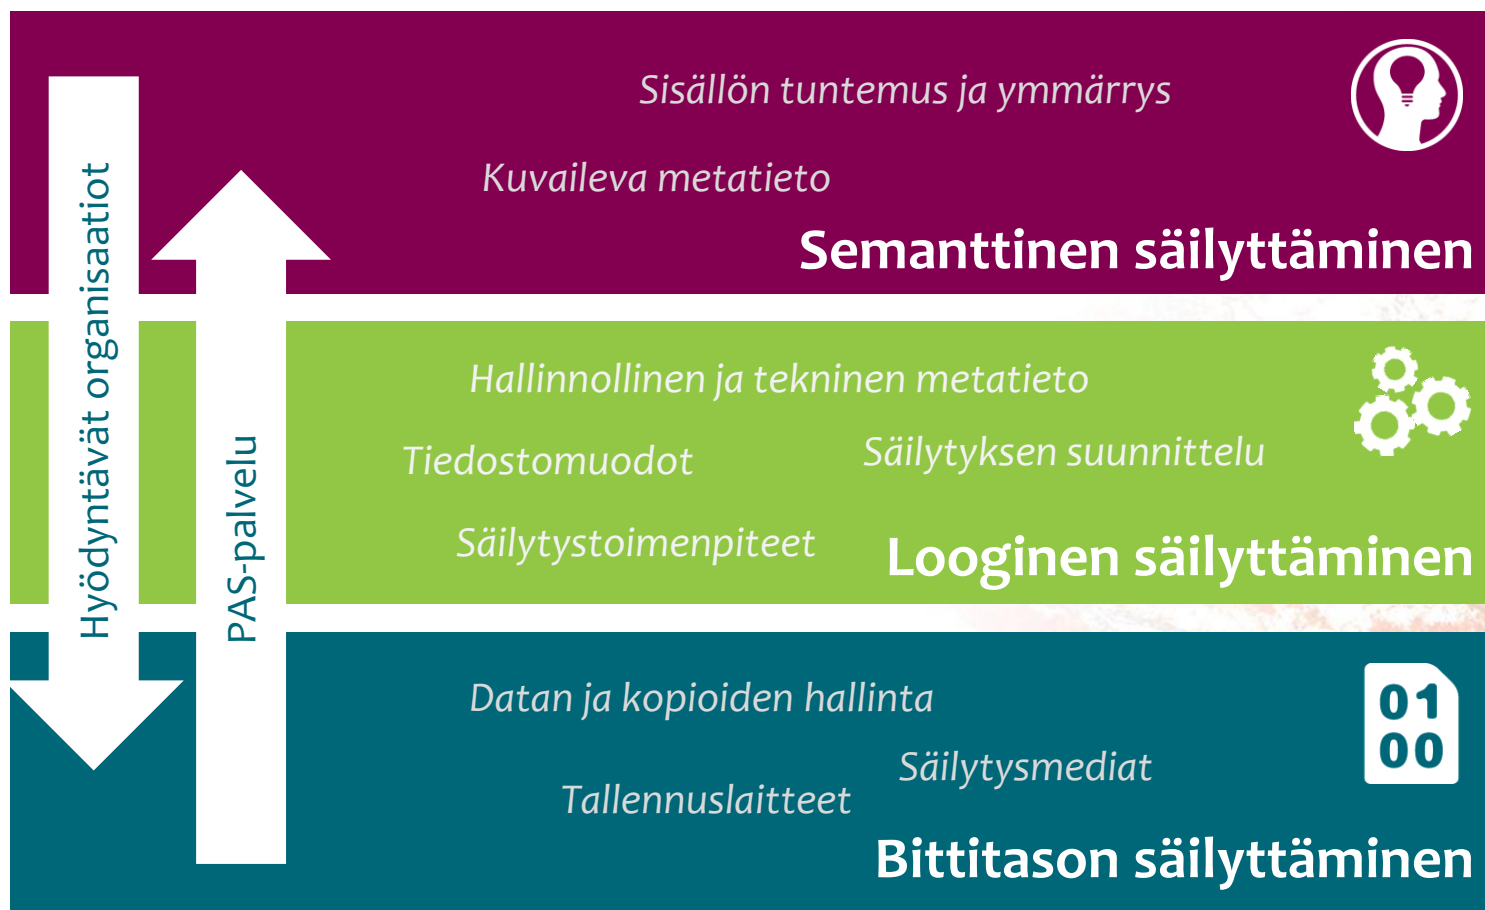 Sisällön tuntemus ja ymmärrys
Kuvaileva metatieto
Semanttinen säilyttäminen
Hyödyntävät organisaatiot
PAS-palvelu
Hallinnollinen ja tekninen metatieto
Säilytyksen suunnittelu
Tiedostomuodot
Säilytystoimenpiteet
Looginen säilyttäminen
Datan ja kopioiden hallinta
Säilytysmediat
Tallennuslaitteet
01
00
Bittitason säilyttäminen